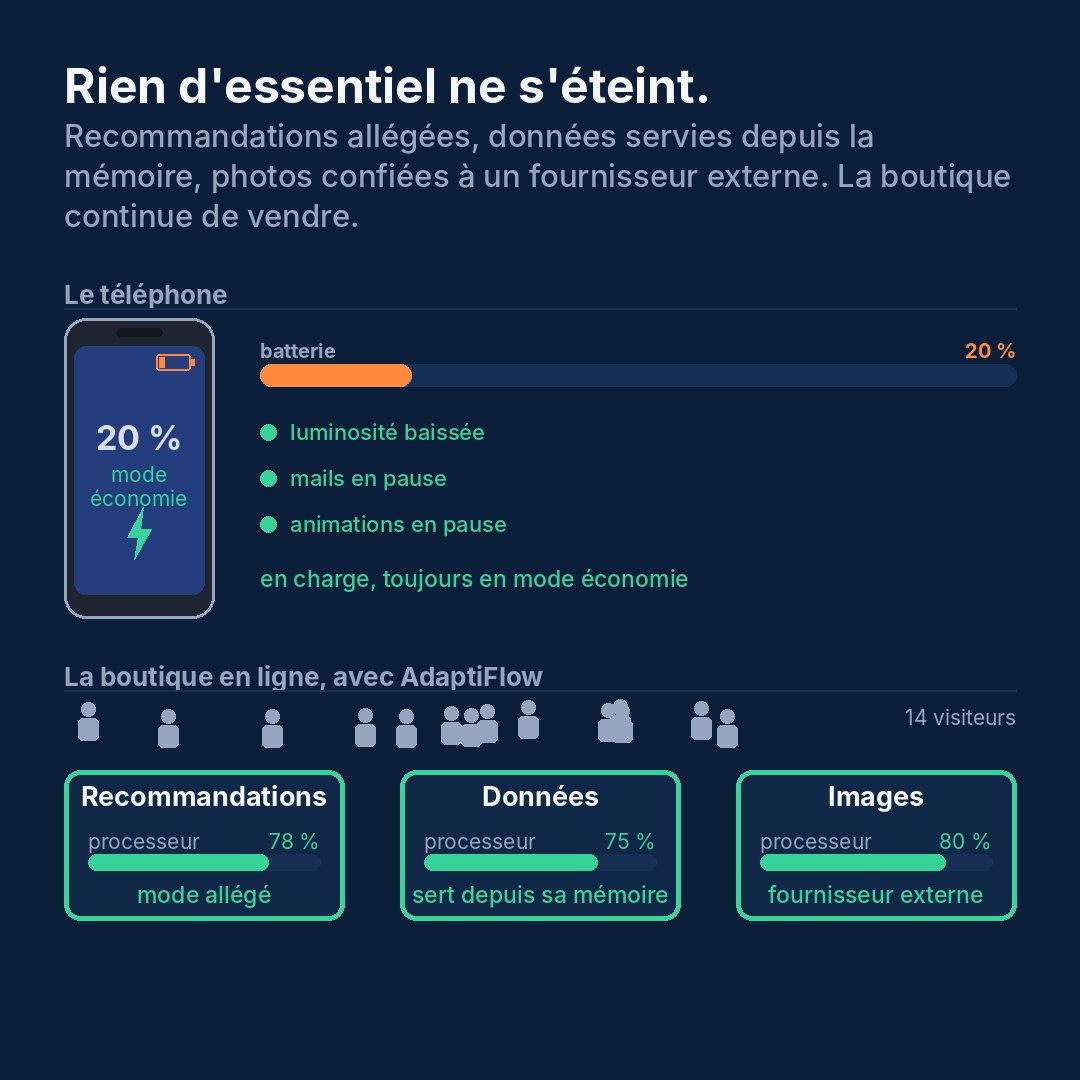 Rien d'essentiel ne s'éteint.
Recommandations allégées, données servies depuis la
mémoire, photos confiées à un fournisseur externe. La boutique
continue de vendre.
Le téléphone
20 %
mode
économie
batterie
20 %
luminosité baissée
mails en pause
animations en pause
en charge, toujours en mode économie
La boutique en ligne, avec AdaptiFlow
14 visiteurs
Recommandations
processeur 78 %
mode allégé
Données
processeur 75 %
sert depuis sa mémoire
Images
processeur 80 %
fournisseur externe